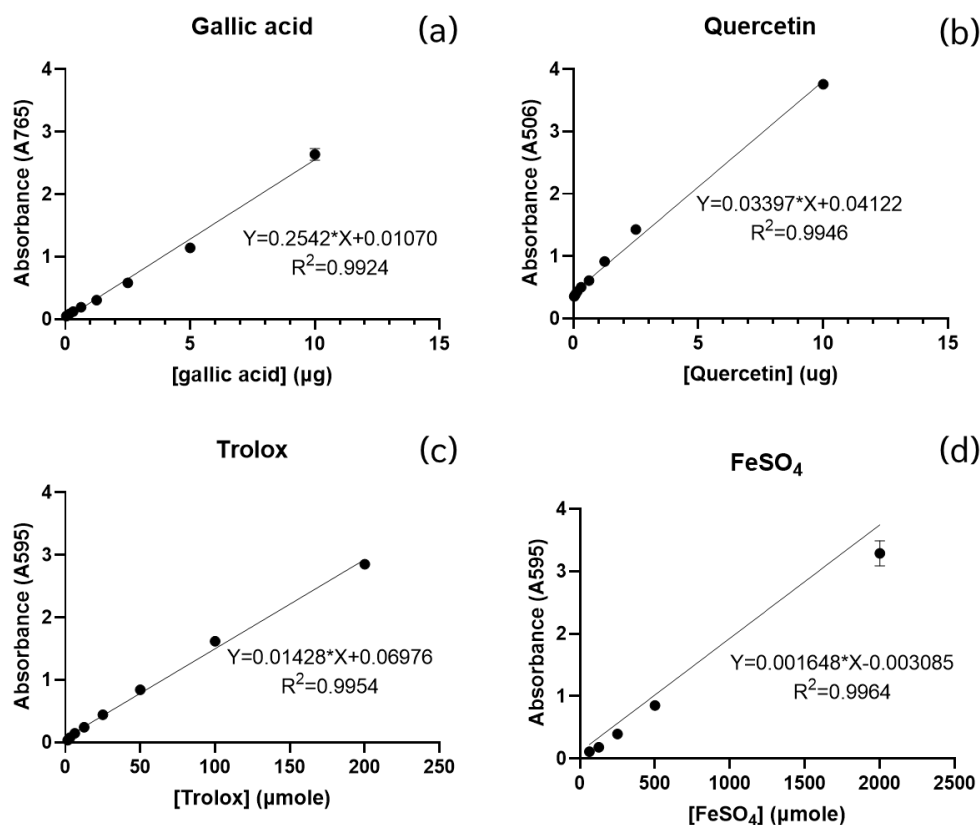 Gallic acid
(a)
Absorbance (A765)
4
3
2
1
0
Y=0.2542*X+0.01070
R²=0.9924
0 5 10 15
[gallic acid] (µg)
Quercetin
(b)
Absorbance (A506)
4
3
2
1
0
Y=0.03397*X+0.04122
R²=0.9946
0 5 10 15
[Quercetin] (ug)
Trolox
(c)
Absorbance (A595)
4
3
2
1
0
Y=0.01428*X+0.06976
R²=0.9954
0 50 100 150 200 250
[Trolox] (µmole)
FeSO₄
(d)
Absorbance (A595)
4
3
2
1
0
Y=0.001648*X-0.003085
R²=0.9964
0 500 1000 1500 2000 2500
[FeSO₄] (µmole)